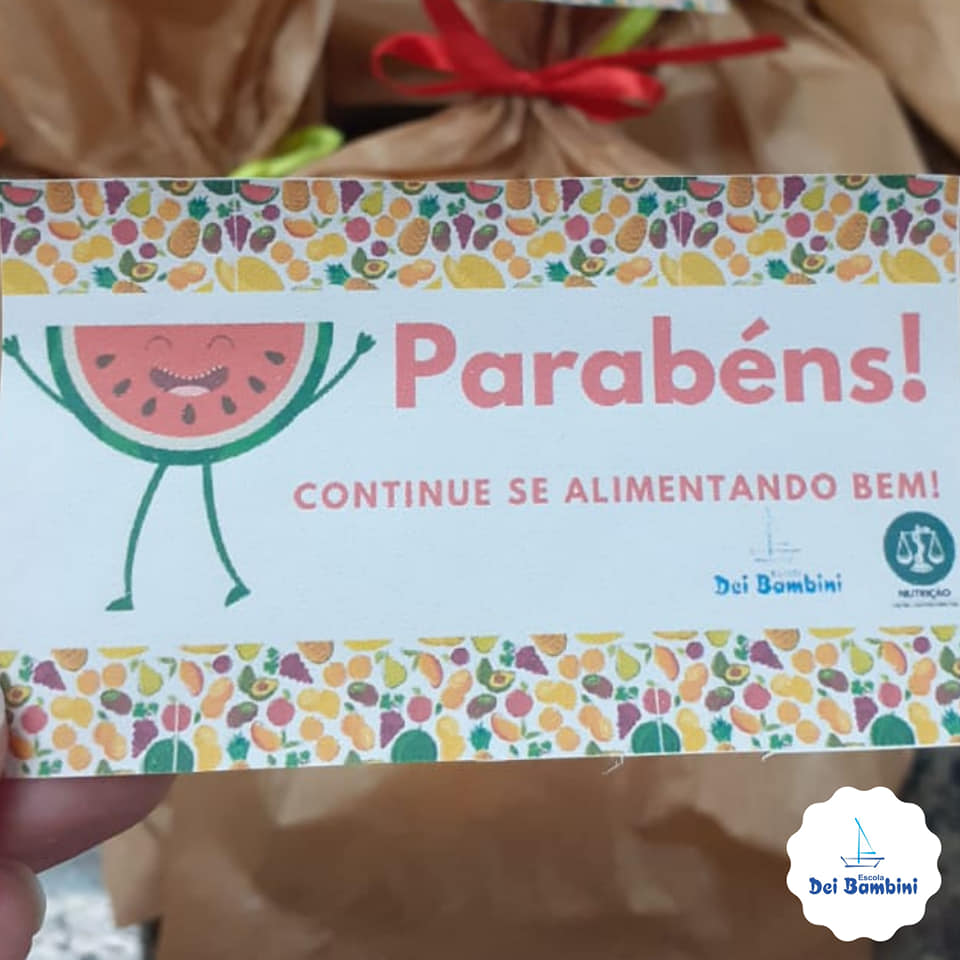 Parabéns!
CONTINUE SE ALIMENTANDO BEM!
Dei Bambini
NUTRIÇÃO
Escola
Dei Bambini